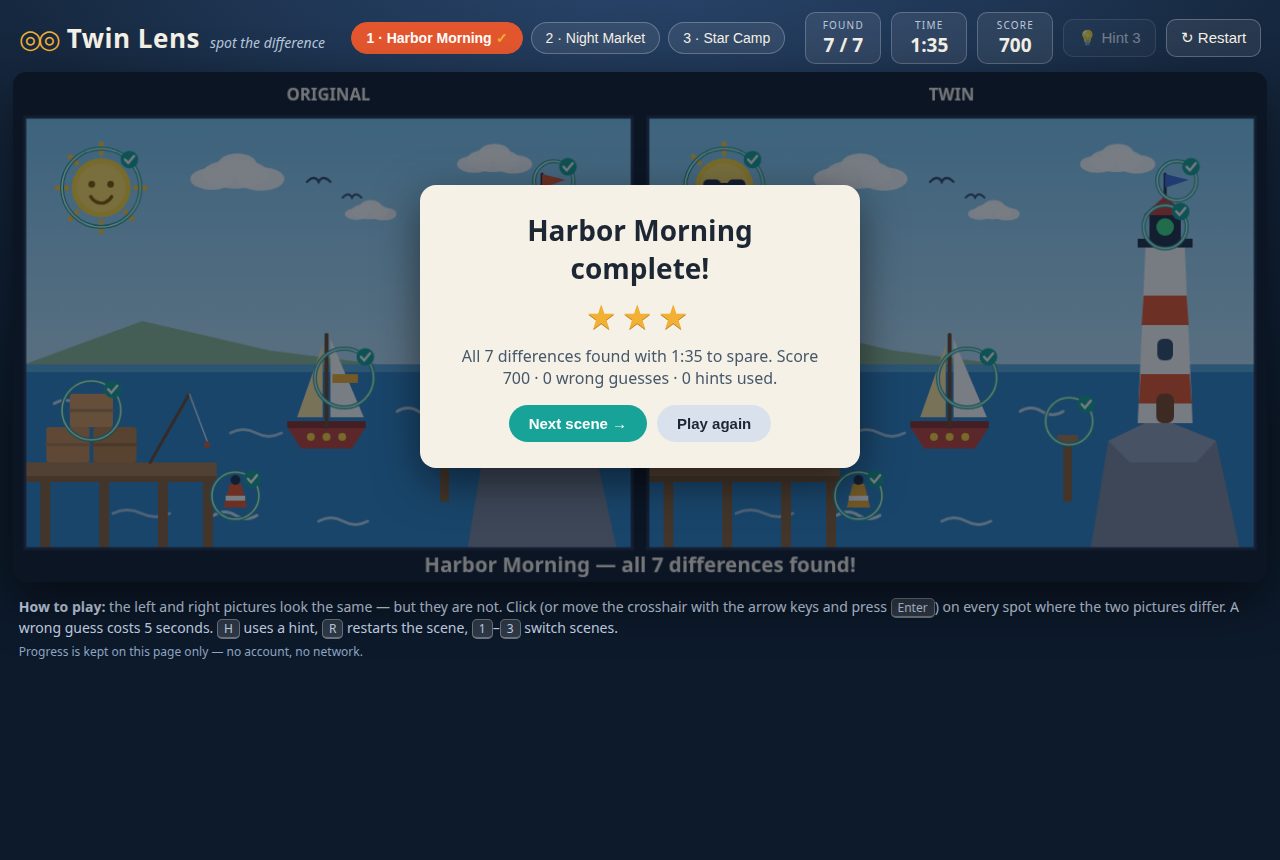 Twin Lens spot the difference
1 · Harbor Morning ✓
2 · Night Market
3 · Star Camp
FOUND
7 / 7
TIME
1:35
SCORE
700
💡 Hint 3
↻ Restart
ORIGINAL
TWIN
Harbor Morning
complete!
★ ★ ★
All 7 differences found with 1:35 to spare. Score
700 · 0 wrong guesses · 0 hints used.
Next scene →
Play again
Harbor Morning — all 7 differences found!
How to play: the left and right pictures look the same — but they are not. Click (or move the crosshair with the arrow keys and press Enter) on every spot where the two pictures differ. A
wrong guess costs 5 seconds. H uses a hint, R restarts the scene, 1–3 switch scenes.
Progress is kept on this page only — no account, no network.